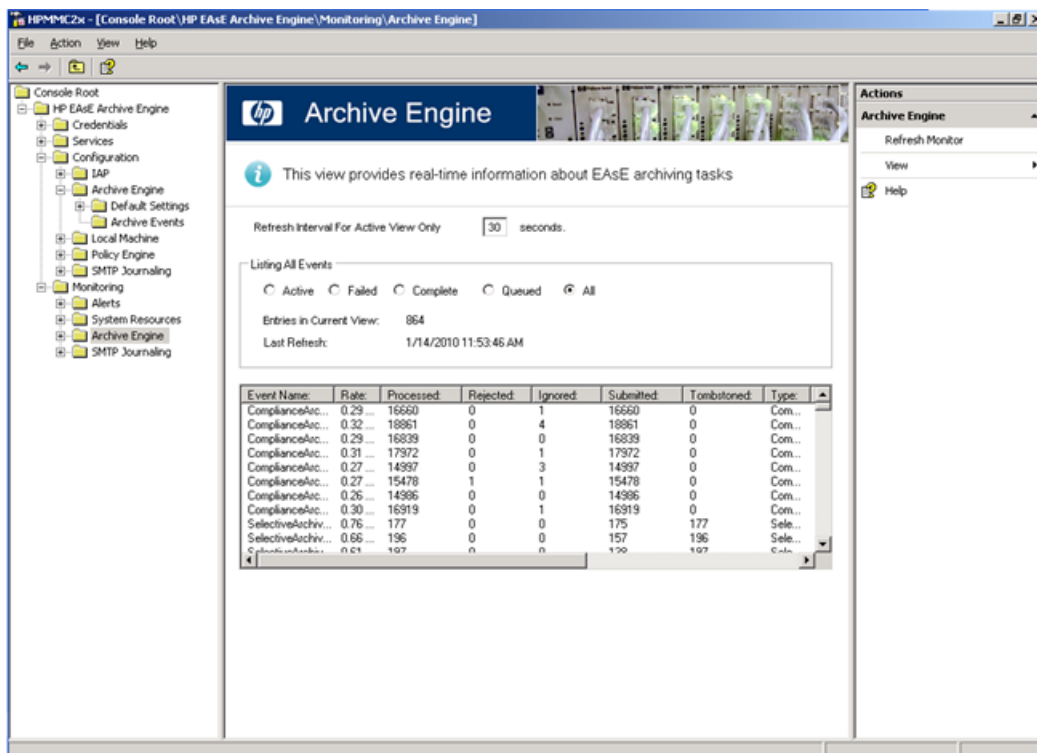 HPMMC2x - [Console Root\HP EAsE Archive Engine\Monitoring\Archive Engine]
File Action View Help
Console Root
HP EASE Archive Engine
Credentials
Services
Configuration
IAP
Archive Engine
Default Settings
Archive Events
Local Machine
Policy Engine
SMTP Journaling
Monitoring
Alerts
System Resources
Archive Engine
SMTP Journaling
hp Archive Engine
i This view provides real-time information about EAsE archiving tasks
Refresh Interval For Active View Only 30 seconds.
Listing All Events
Active Failed Complete Queued All
Entries in Current View: 864
Last Refresh: 1/14/2010 11:53:46 AM
Event Name: Rate: Processed: Rejected: Ignored: Submitted: Tombstoned: Type:
ComplianceArc... 0.29 ... 16660 0 1 16660 0 Com...
ComplianceArc... 0.32 ... 18861 0 4 18861 0 Com...
ComplianceArc... 0.29 ... 16839 0 0 16839 0 Com...
ComplianceArc... 0.31 ... 17972 0 1 17972 0 Com...
ComplianceArc... 0.27 ... 14997 0 3 14997 0 Com...
ComplianceArc... 0.27 ... 15478 1 1 15478 0 Com...
ComplianceArc... 0.26 ... 14986 0 0 14986 0 Com...
ComplianceArc... 0.30 ... 16919 0 1 16919 0 Com...
SelectiveArchiv... 0.76 ... 177 0 0 175 177 Sele...
SelectiveArchiv... 0.66 ... 196 0 0 157 196 Sele...
SelectiveArchiv... 0.61 ... 197 0 0 128 197 Sele...
Actions
Archive Engine
Refresh Monitor
View
Help